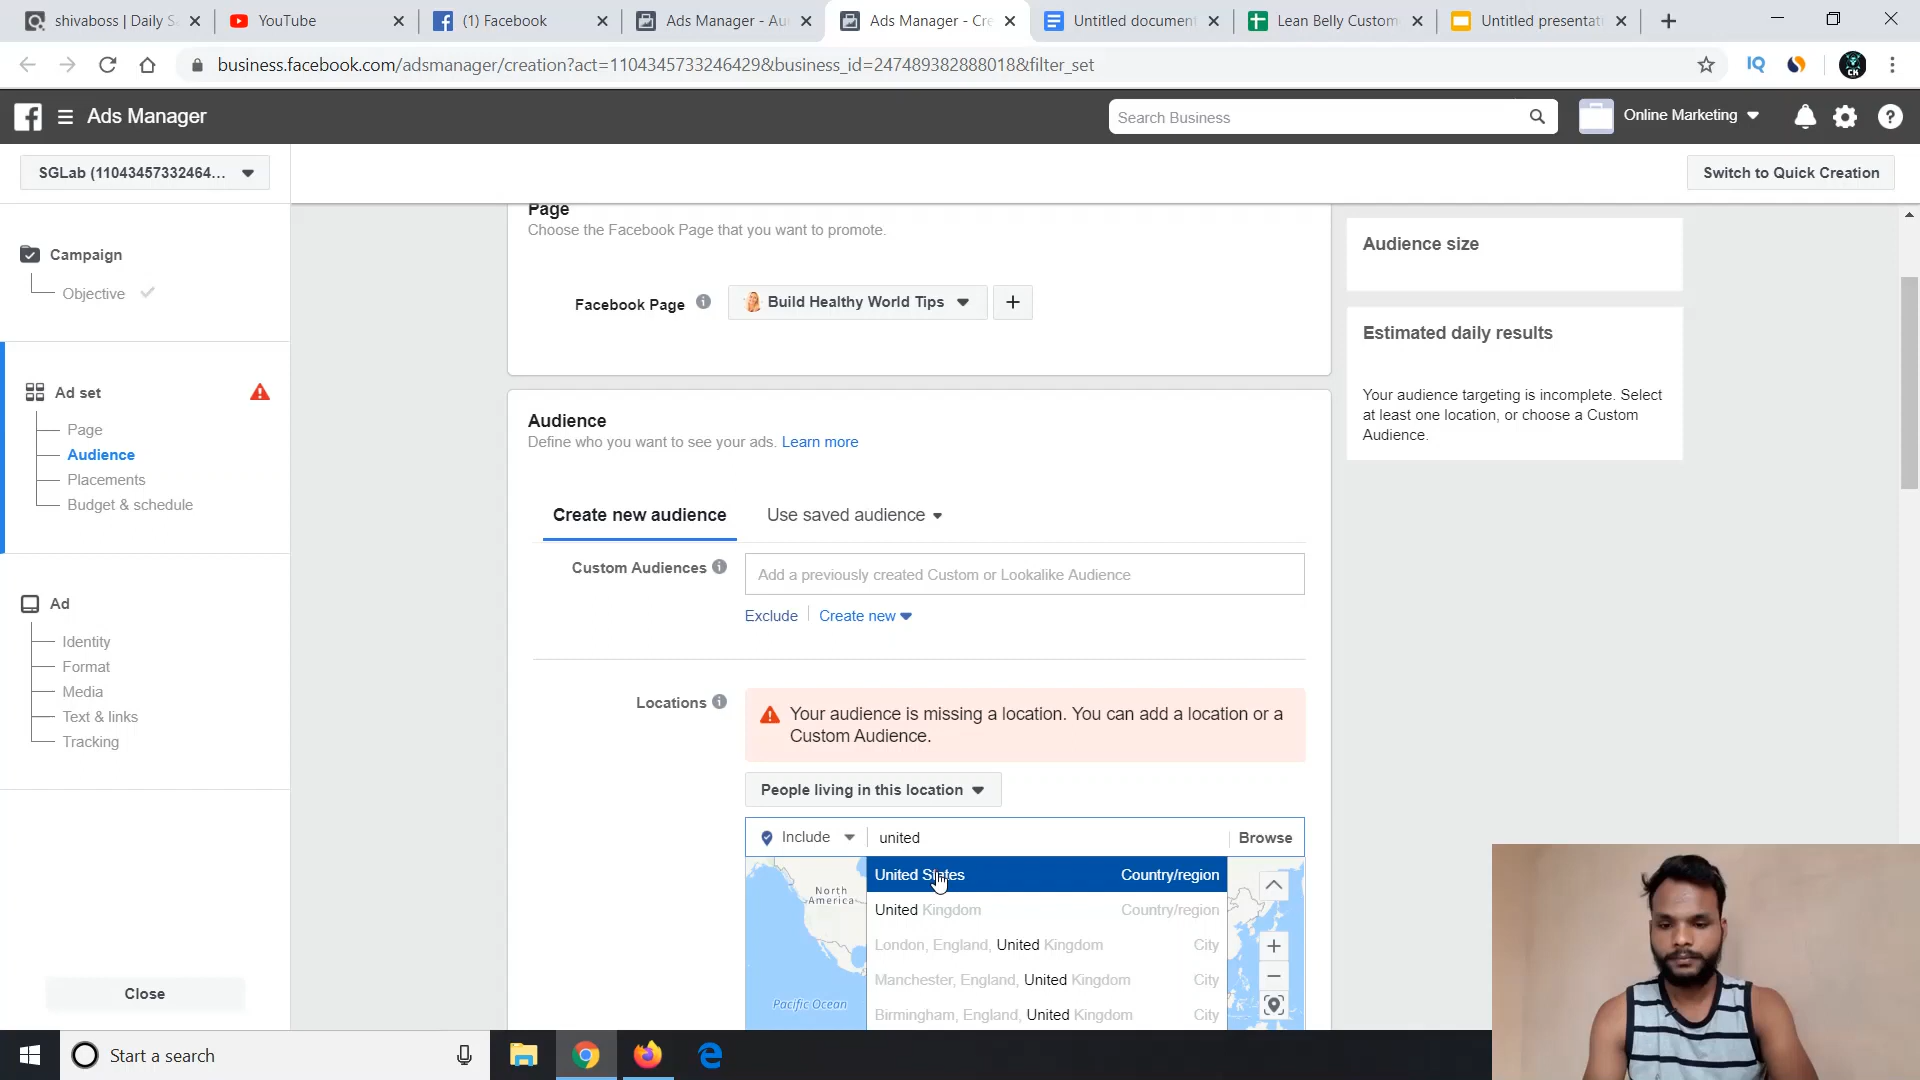 shivaboss | Daily S
YouTube
(1) Facebook
Ads Manager - Au
Ads Manager - Cre
Untitled document
Lean Belly Custom
Untitled presentat
business.facebook.com/adsmanager/creation?act=110434573324642​9&business_id=247489382888018&filter_set
IQ
CK
Ads Manager
Search Business
Online Marketing
SGLab (11043457332464...
Switch to Quick Creation
Campaign
Objective
Ad set
Page
Audience
Placements
Budget & schedule
Ad
Identity
Format
Media
Text & links
Tracking
Close
Page
Choose the Facebook Page that you want to promote.
Facebook Page
Build Healthy World Tips
Audience
Define who you want to see your ads. Learn more
Create new audience
Use saved audience
Custom Audiences
Add a previously created Custom or Lookalike Audience
Exclude
Create new
Locations
Your audience is missing a location. You can add a location or a
Custom Audience.
People living in this location
Include
united
Browse
United States Country/region
United Kingdom Country/region
London, England, United Kingdom City
Manchester, England, United Kingdom City
Birmingham, England, United Kingdom City
North
America
Pacific Ocean
Audience size
Estimated daily results
Your audience targeting is incomplete. Select
at least one location, or choose a Custom
Audience.
Start a search